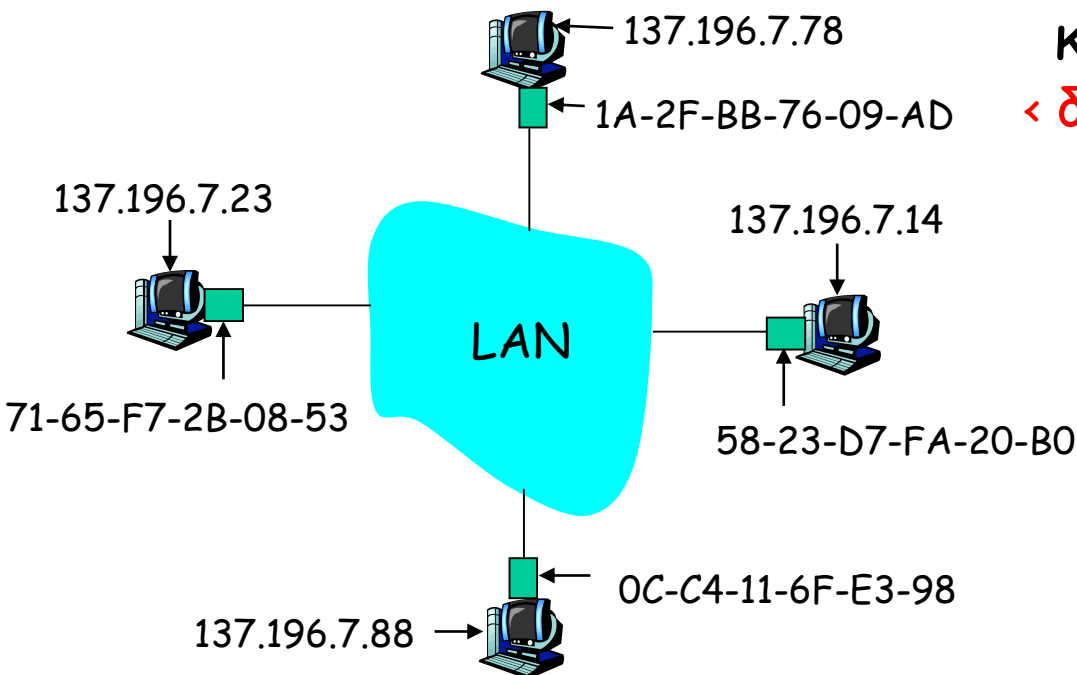 137.196.7.78
1A-2F-BB-76-09-AD
137.196.7.23
137.196.7.14
LAN
71-65-F7-2B-08-53
58-23-D7-FA-20-B0
0C-C4-11-6F-E3-98
137.196.7.88